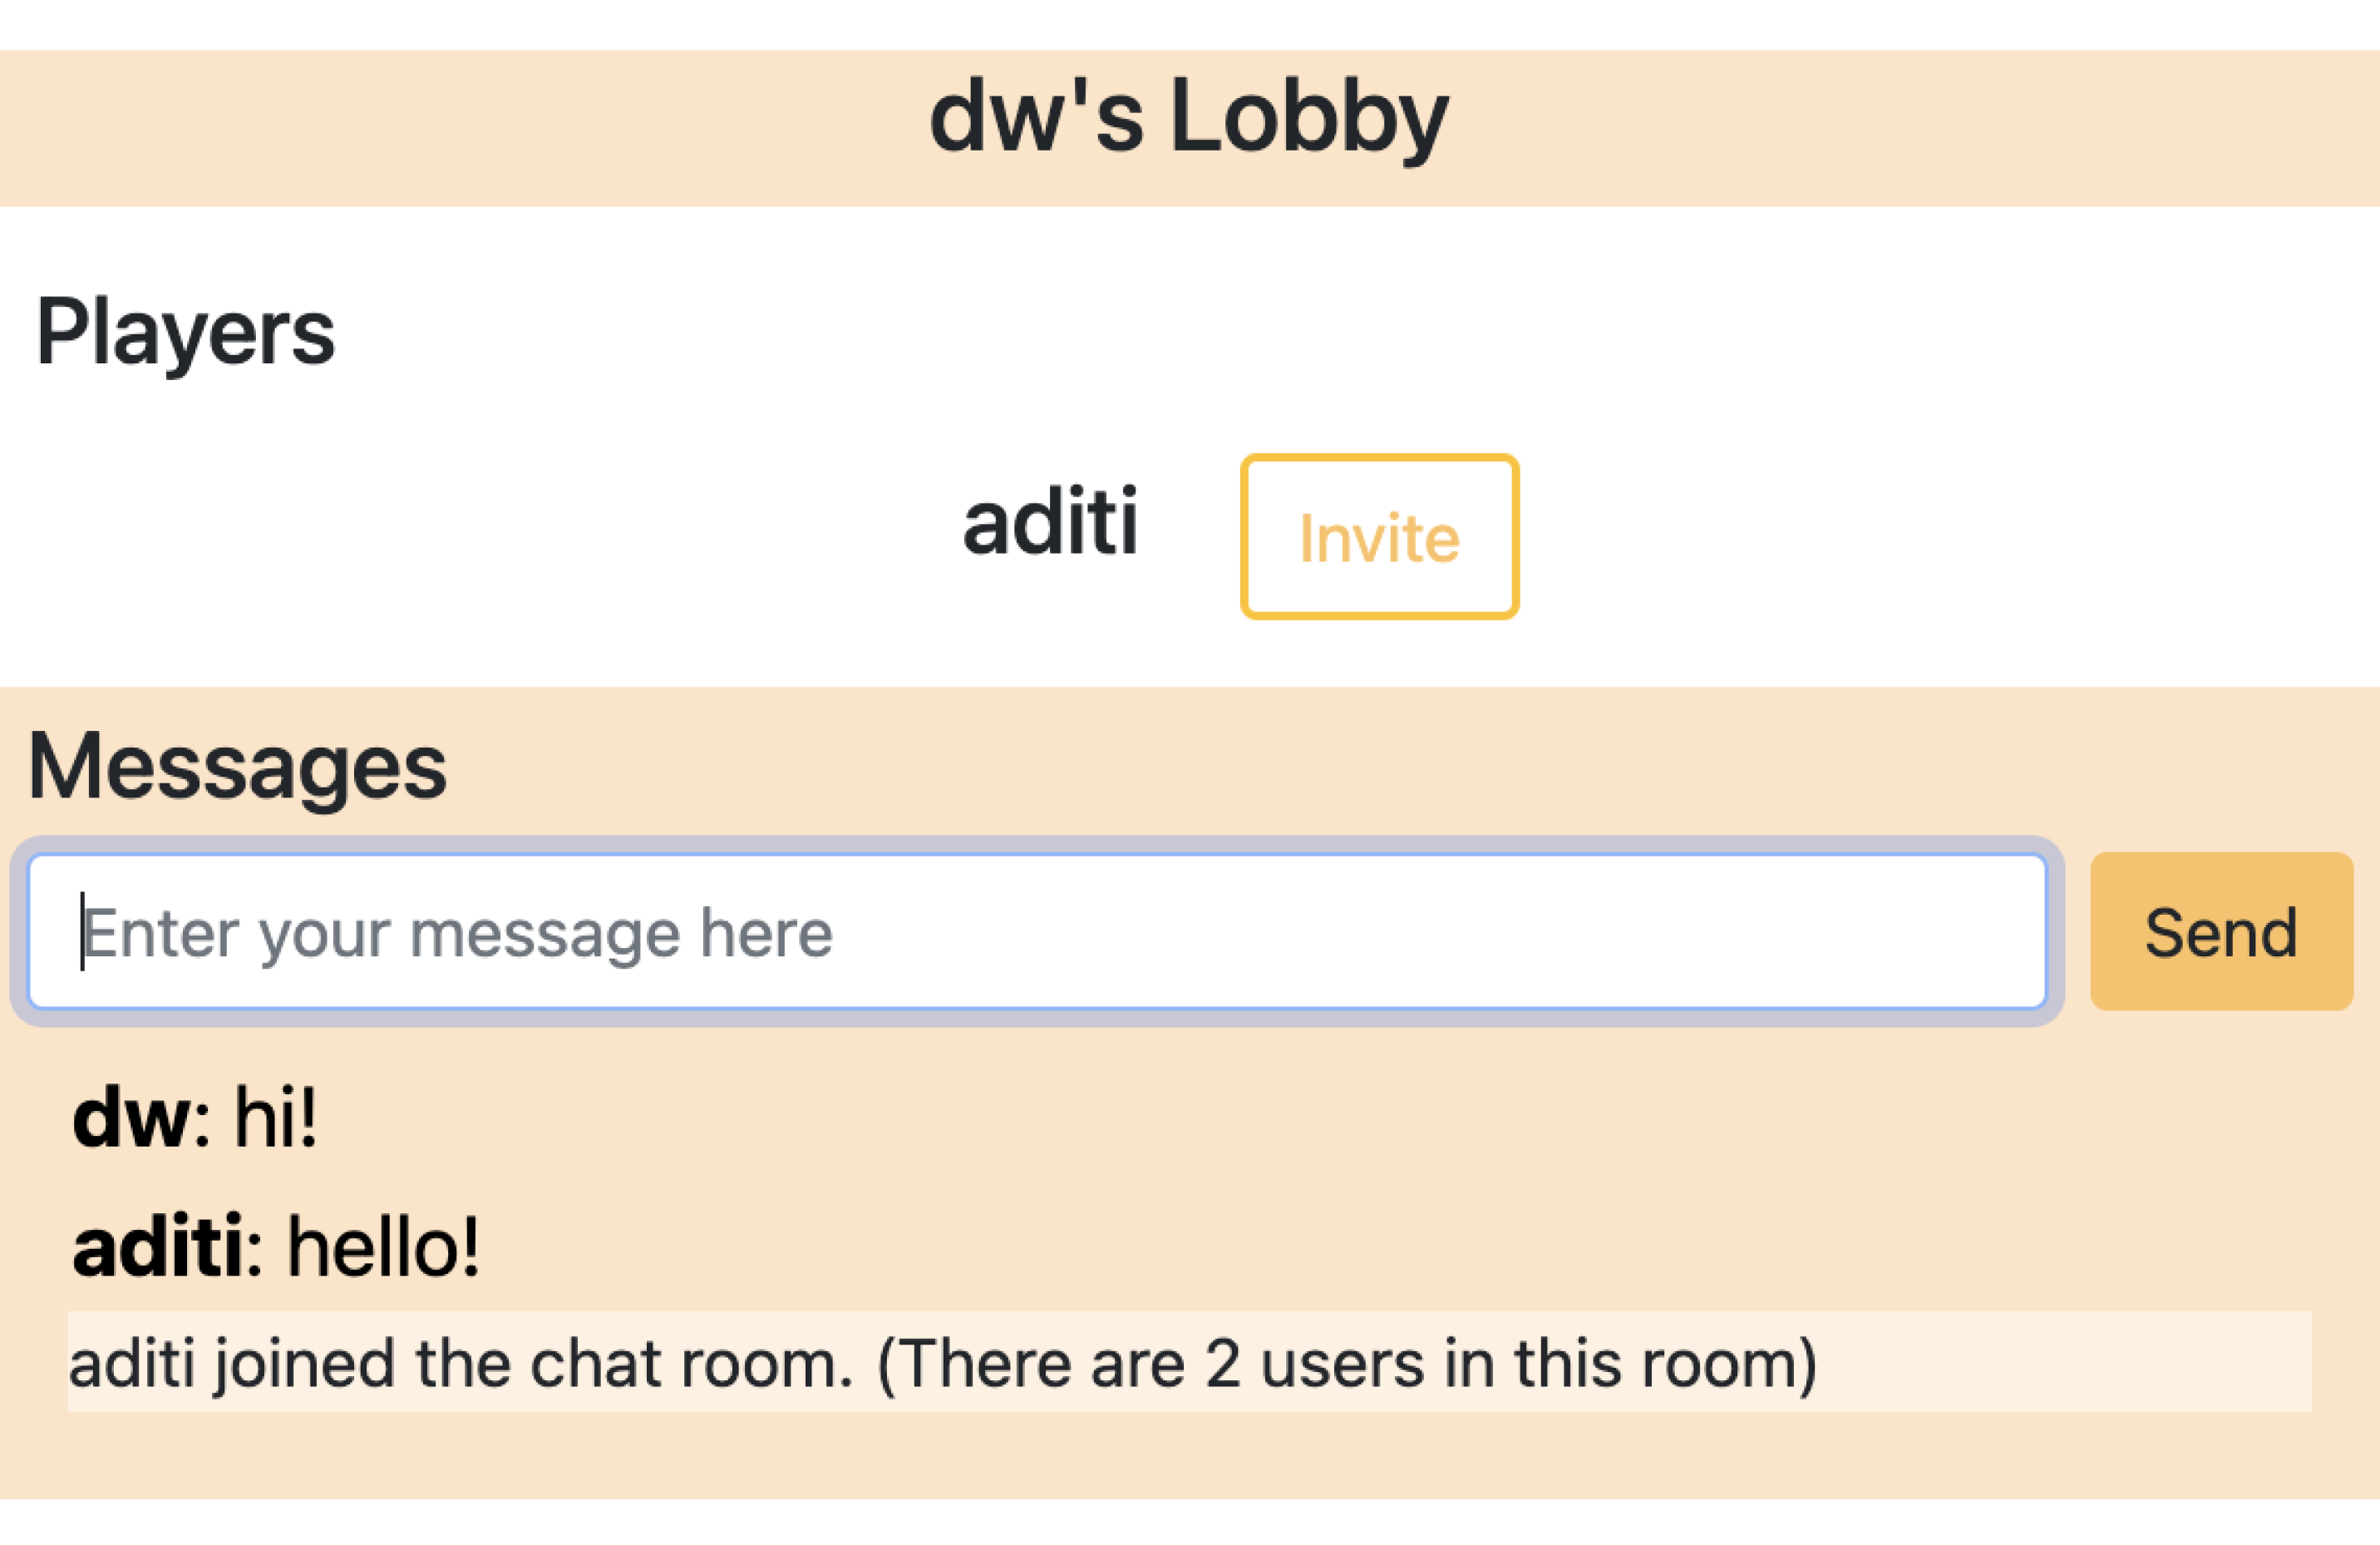 dw's Lobby
Players
aditi
Invite
Messages
Enter your message here
Send
dw: hi!
aditi: hello!
aditi joined the chat room. (There are 2 users in this room)